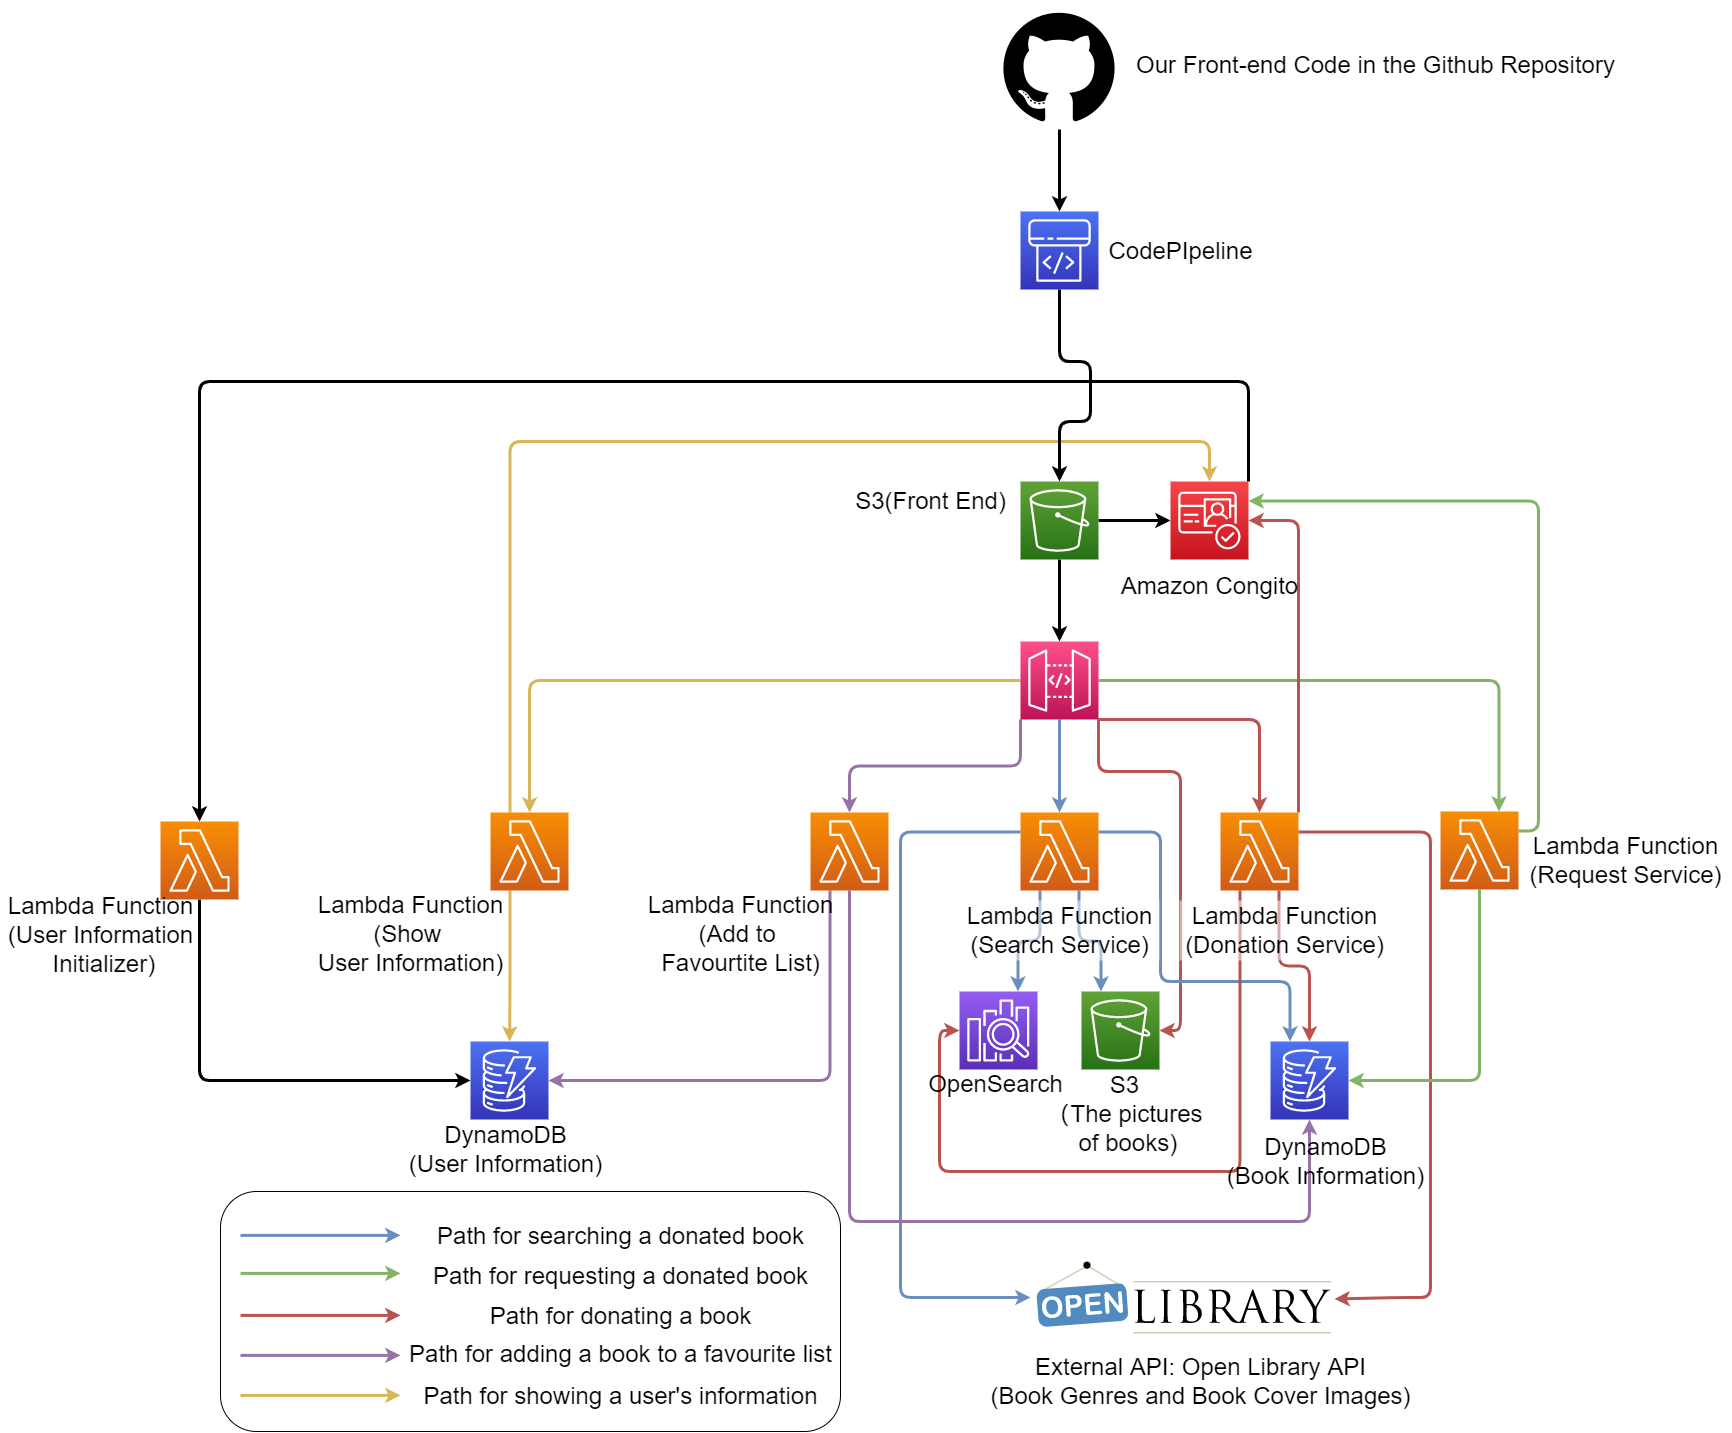 Our Front-end Code in the Github Repository
CodePIpeline
S3(Front End)
Amazon Congito
</>
</>
Lambda Function
(User Information
Initializer)
Lambda Function
(Show
User Information)
Lambda Function
(Add to
Favourtite List)
Lambda Function
(Search Service)
Lambda Function
(Donation Service)
Lambda Function
(Request Service)
OpenSearch
S3
(The pictures
of books)
DynamoDB
(User Information)
DynamoDB
(Book Information)
Path for searching a donated book
Path for requesting a donated book
Path for donating a book
Path for adding a book to a favourite list
Path for showing a user's information
OPEN LIBRARY
External API: Open Library API
(Book Genres and Book Cover Images)